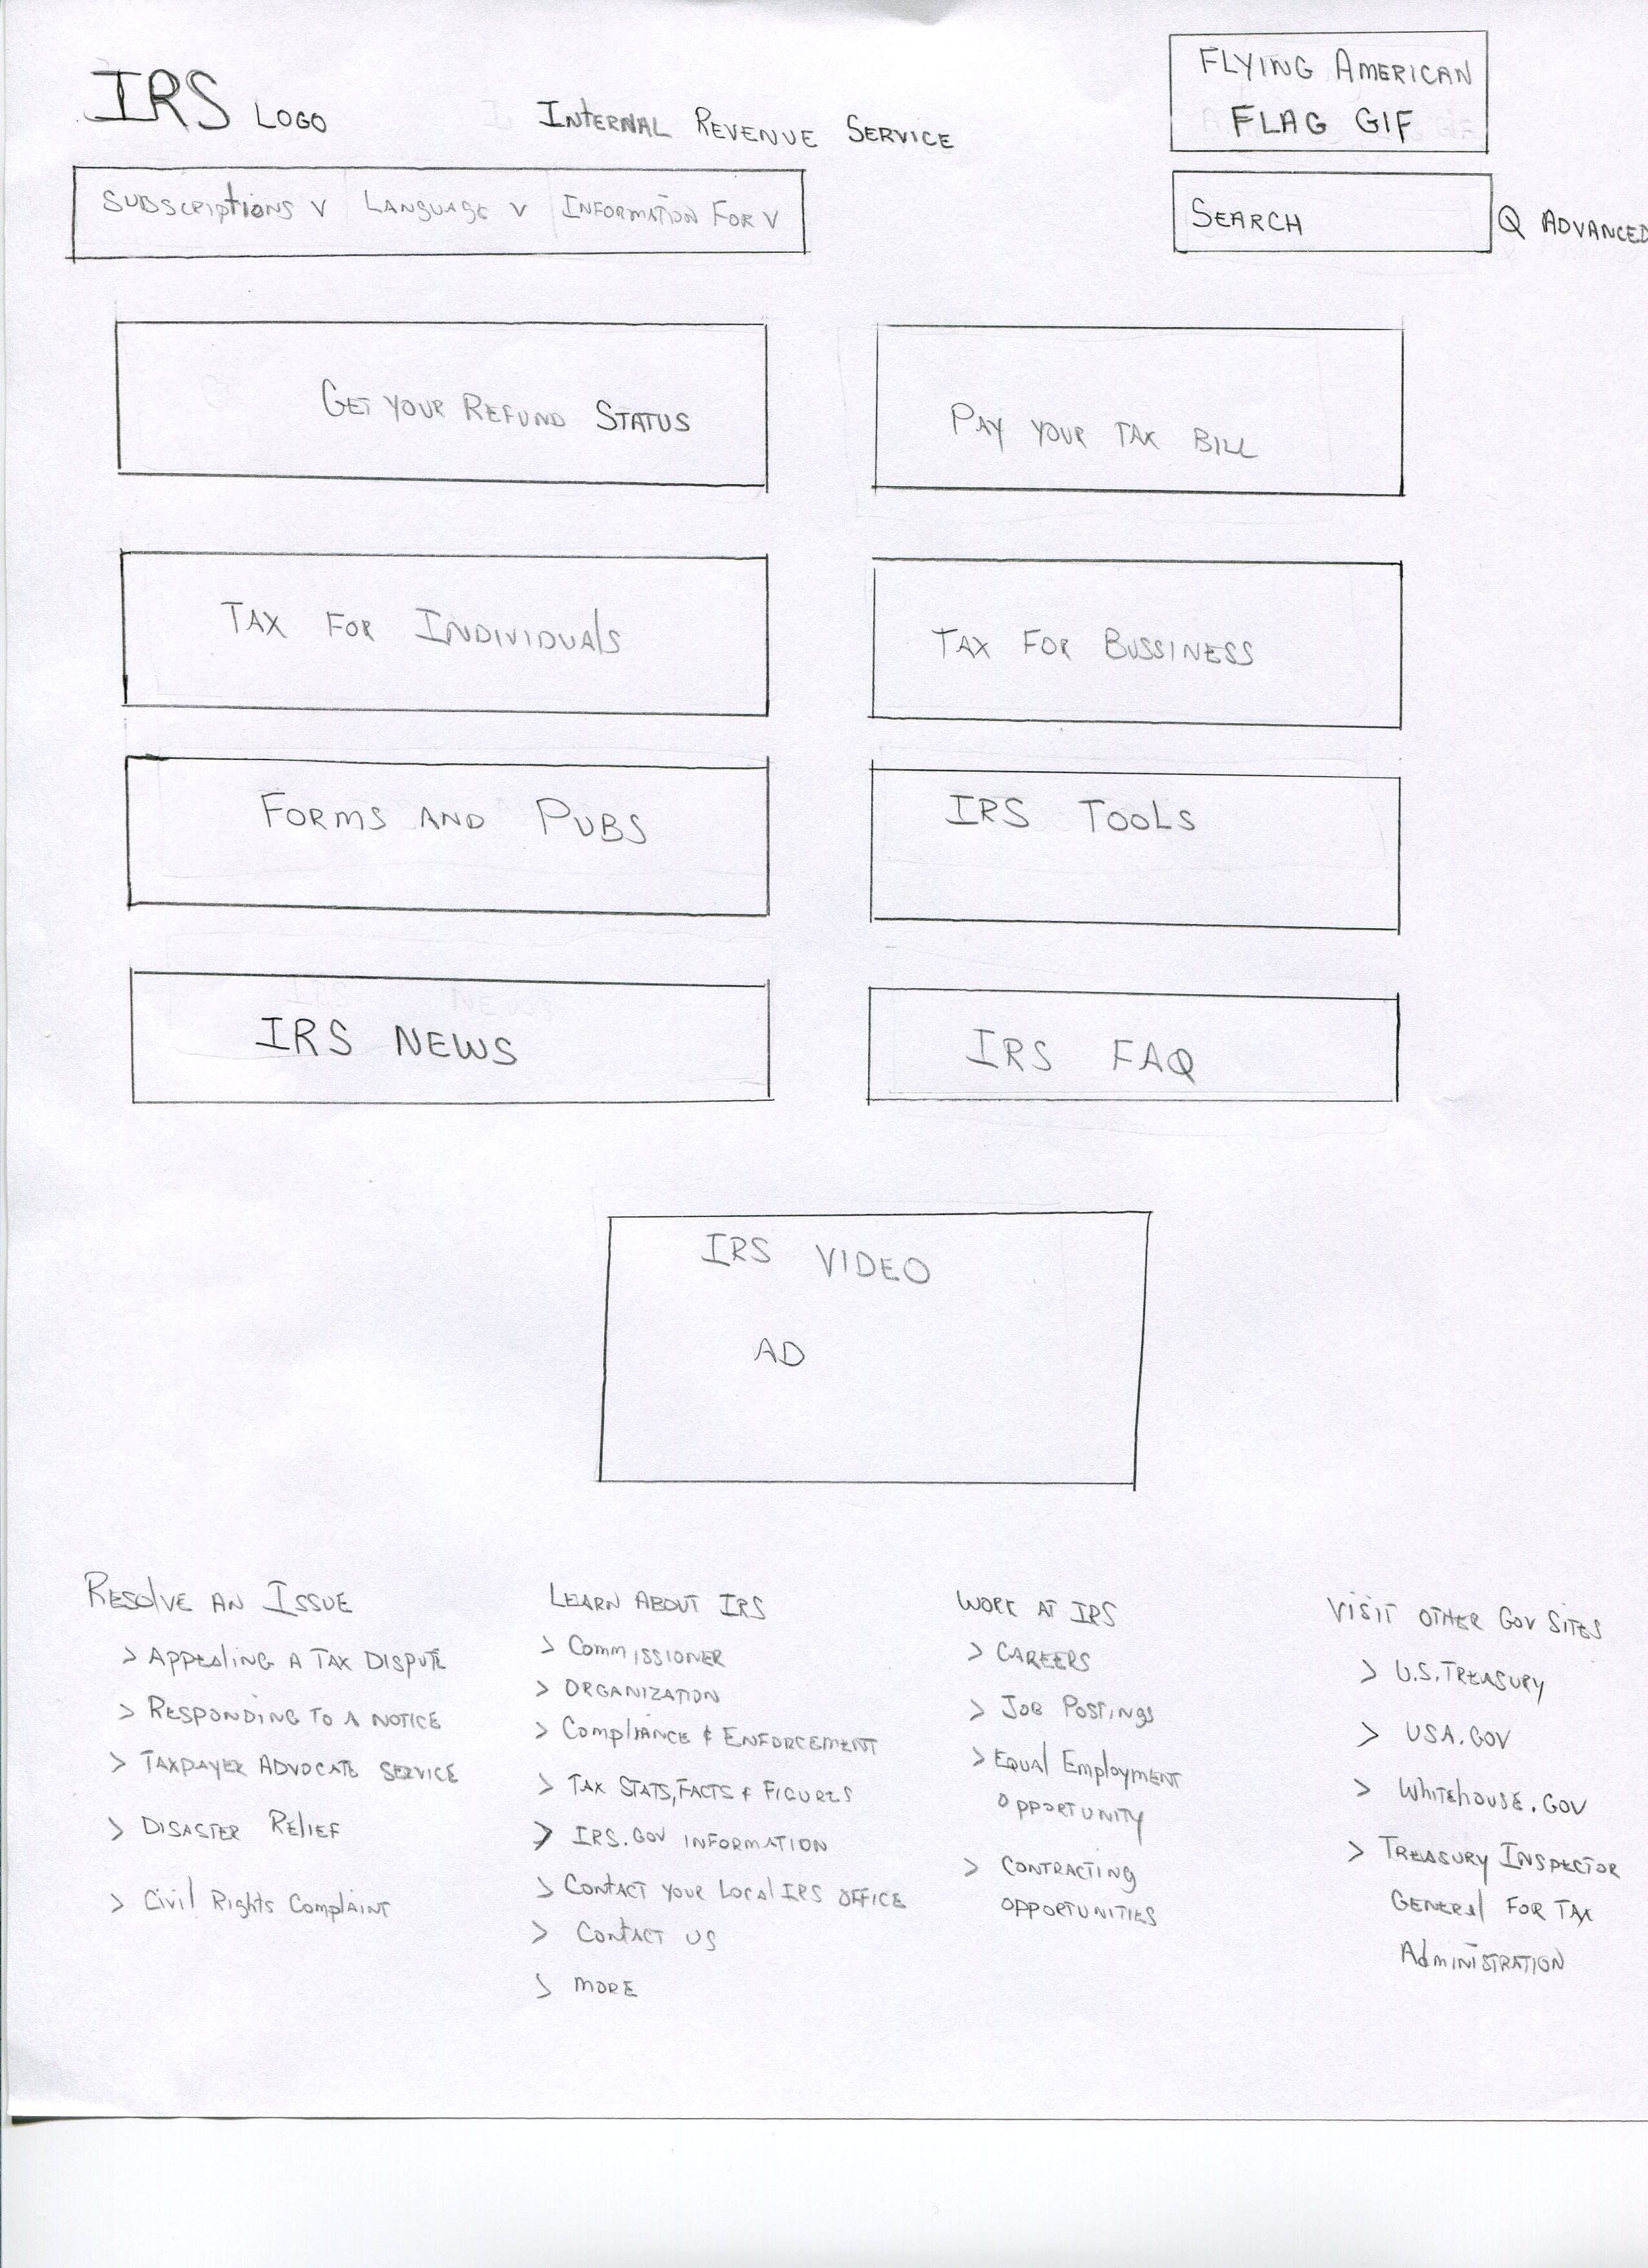 IRS LOGO
INTERNAL REVENUE SERVICE
FLYING AMERICAN
FLAG GIF
SUBSCRIPTIONS V LANGUAGE V INFORMATION FOR V
SEARCH
Q ADVANCED
GET YOUR REFUND STATUS
PAY YOUR TAX BILL
TAX FOR INDIVIDUALS
TAX FOR BUSSINESS
FORMS AND PUBS
IRS TOOLS
IRS NEWS
IRS FAQ
IRS VIDEO
AD
RESOLVE AN ISSUE
> APPEALING A TAX DISPUTE
> RESPONDING TO A NOTICE
> TAXPAYER ADVOCATE SERVICE
> DISASTER RELIEF
> CIVIL RIGHTS COMPLAINT
LEARN ABOUT IRS
> COMMISSIONER
> ORGANIZATION
> COMPLIANCE & ENFORCEMENT
> TAX STATS, FACTS & FIGURES
> IRS.GOV INFORMATION
> CONTACT YOUR LOCAL IRS OFFICE
> CONTACT US
> MORE
WORK AT IRS
> CAREERS
> JOB POSTINGS
> EQUAL EMPLOYMENT
OPPORTUNITY
> CONTRACTING
OPPORTUNITIES
VISIT OTHER GOV SITES
> U.S. TREASURY
> USA.GOV
> WHITEHOUSE.GOV
> TREASURY INSPECTOR
GENERAL FOR TAX
ADMINISTRATION